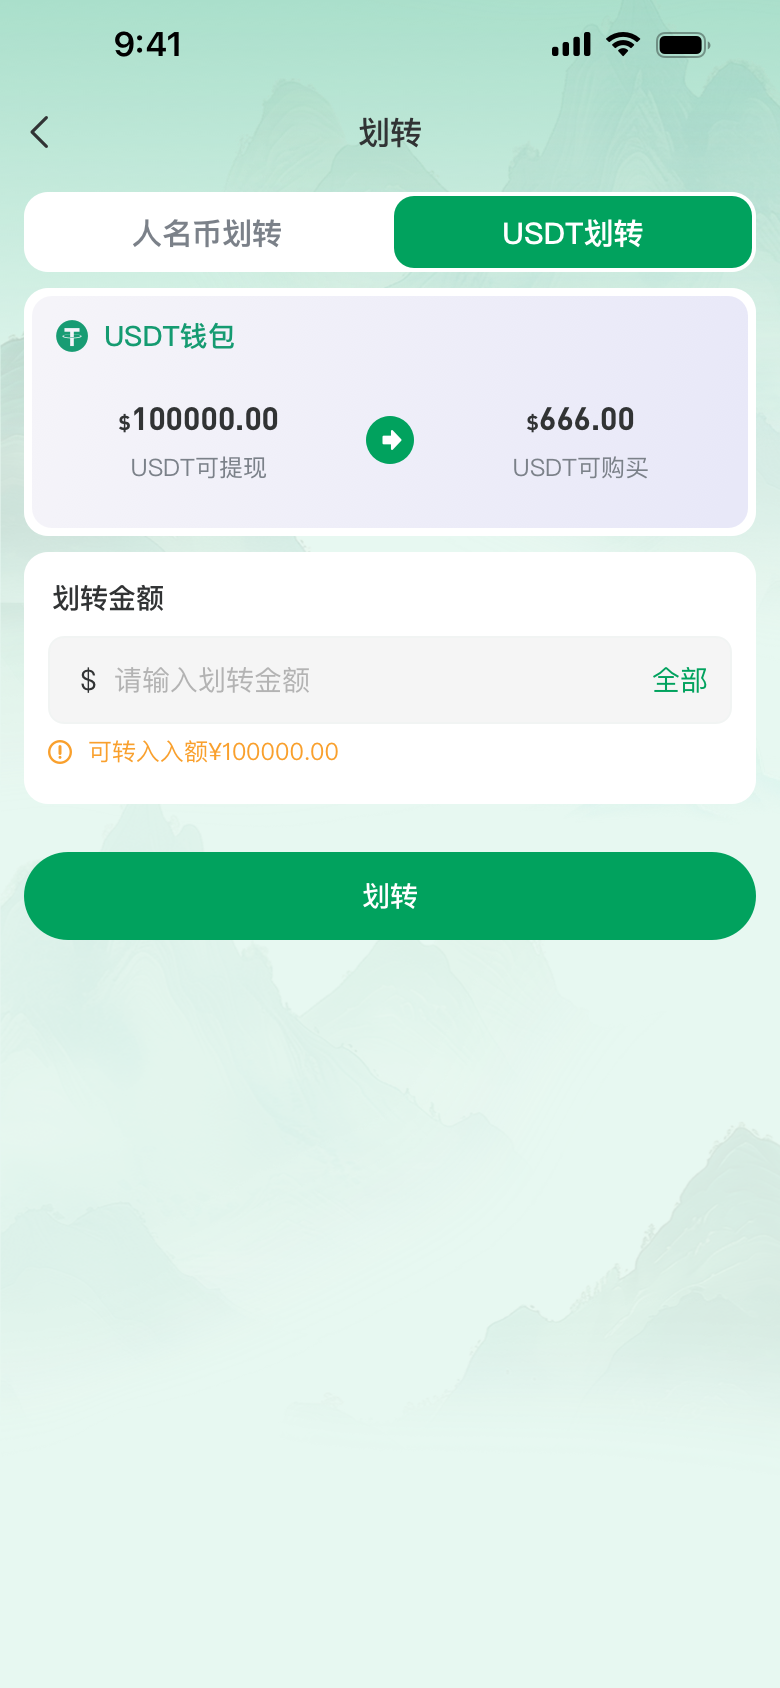 9:41
划转
人名币划转
USDT划转
USDT钱包
$100000.00
$666.00
USDT可提现
USDT可购买
划转金额
$ 请输入划转金额 全部
可转入入额¥100000.00
划转